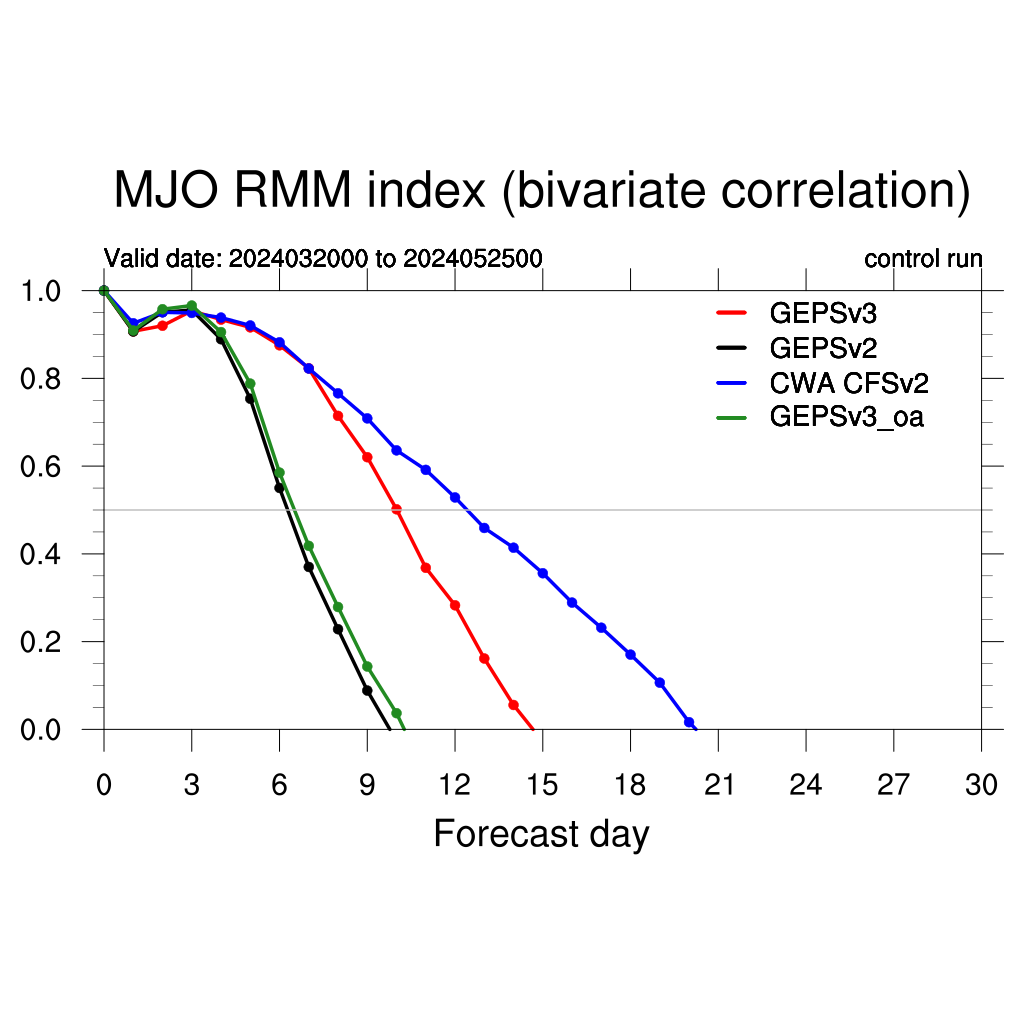 MJO RMM index (bivariate correlation)
Valid date: 2024032000 to 2024052500 control run
1.0
0.8
0.6
0.4
0.2
0.0
GEPSv3
GEPSv2
CWA CFSv2
GEPSv3_oa
0 3 6 9 12 15 18 21 24 27 30
Forecast day